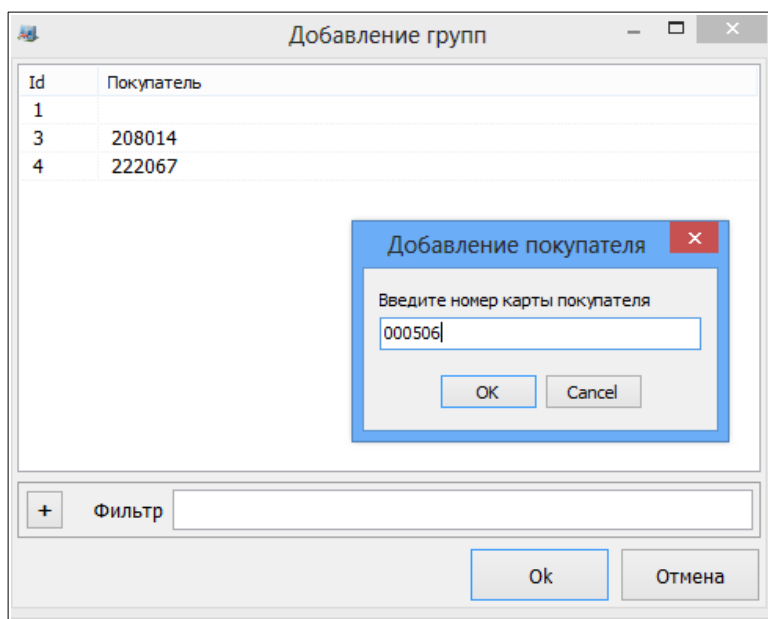 Добавление групп
Id Покупатель
1
3 208014
4 222067
Добавление покупателя
Введите номер карты покупателя
000506
OK Cancel
+ Фильтр
Ok Отмена